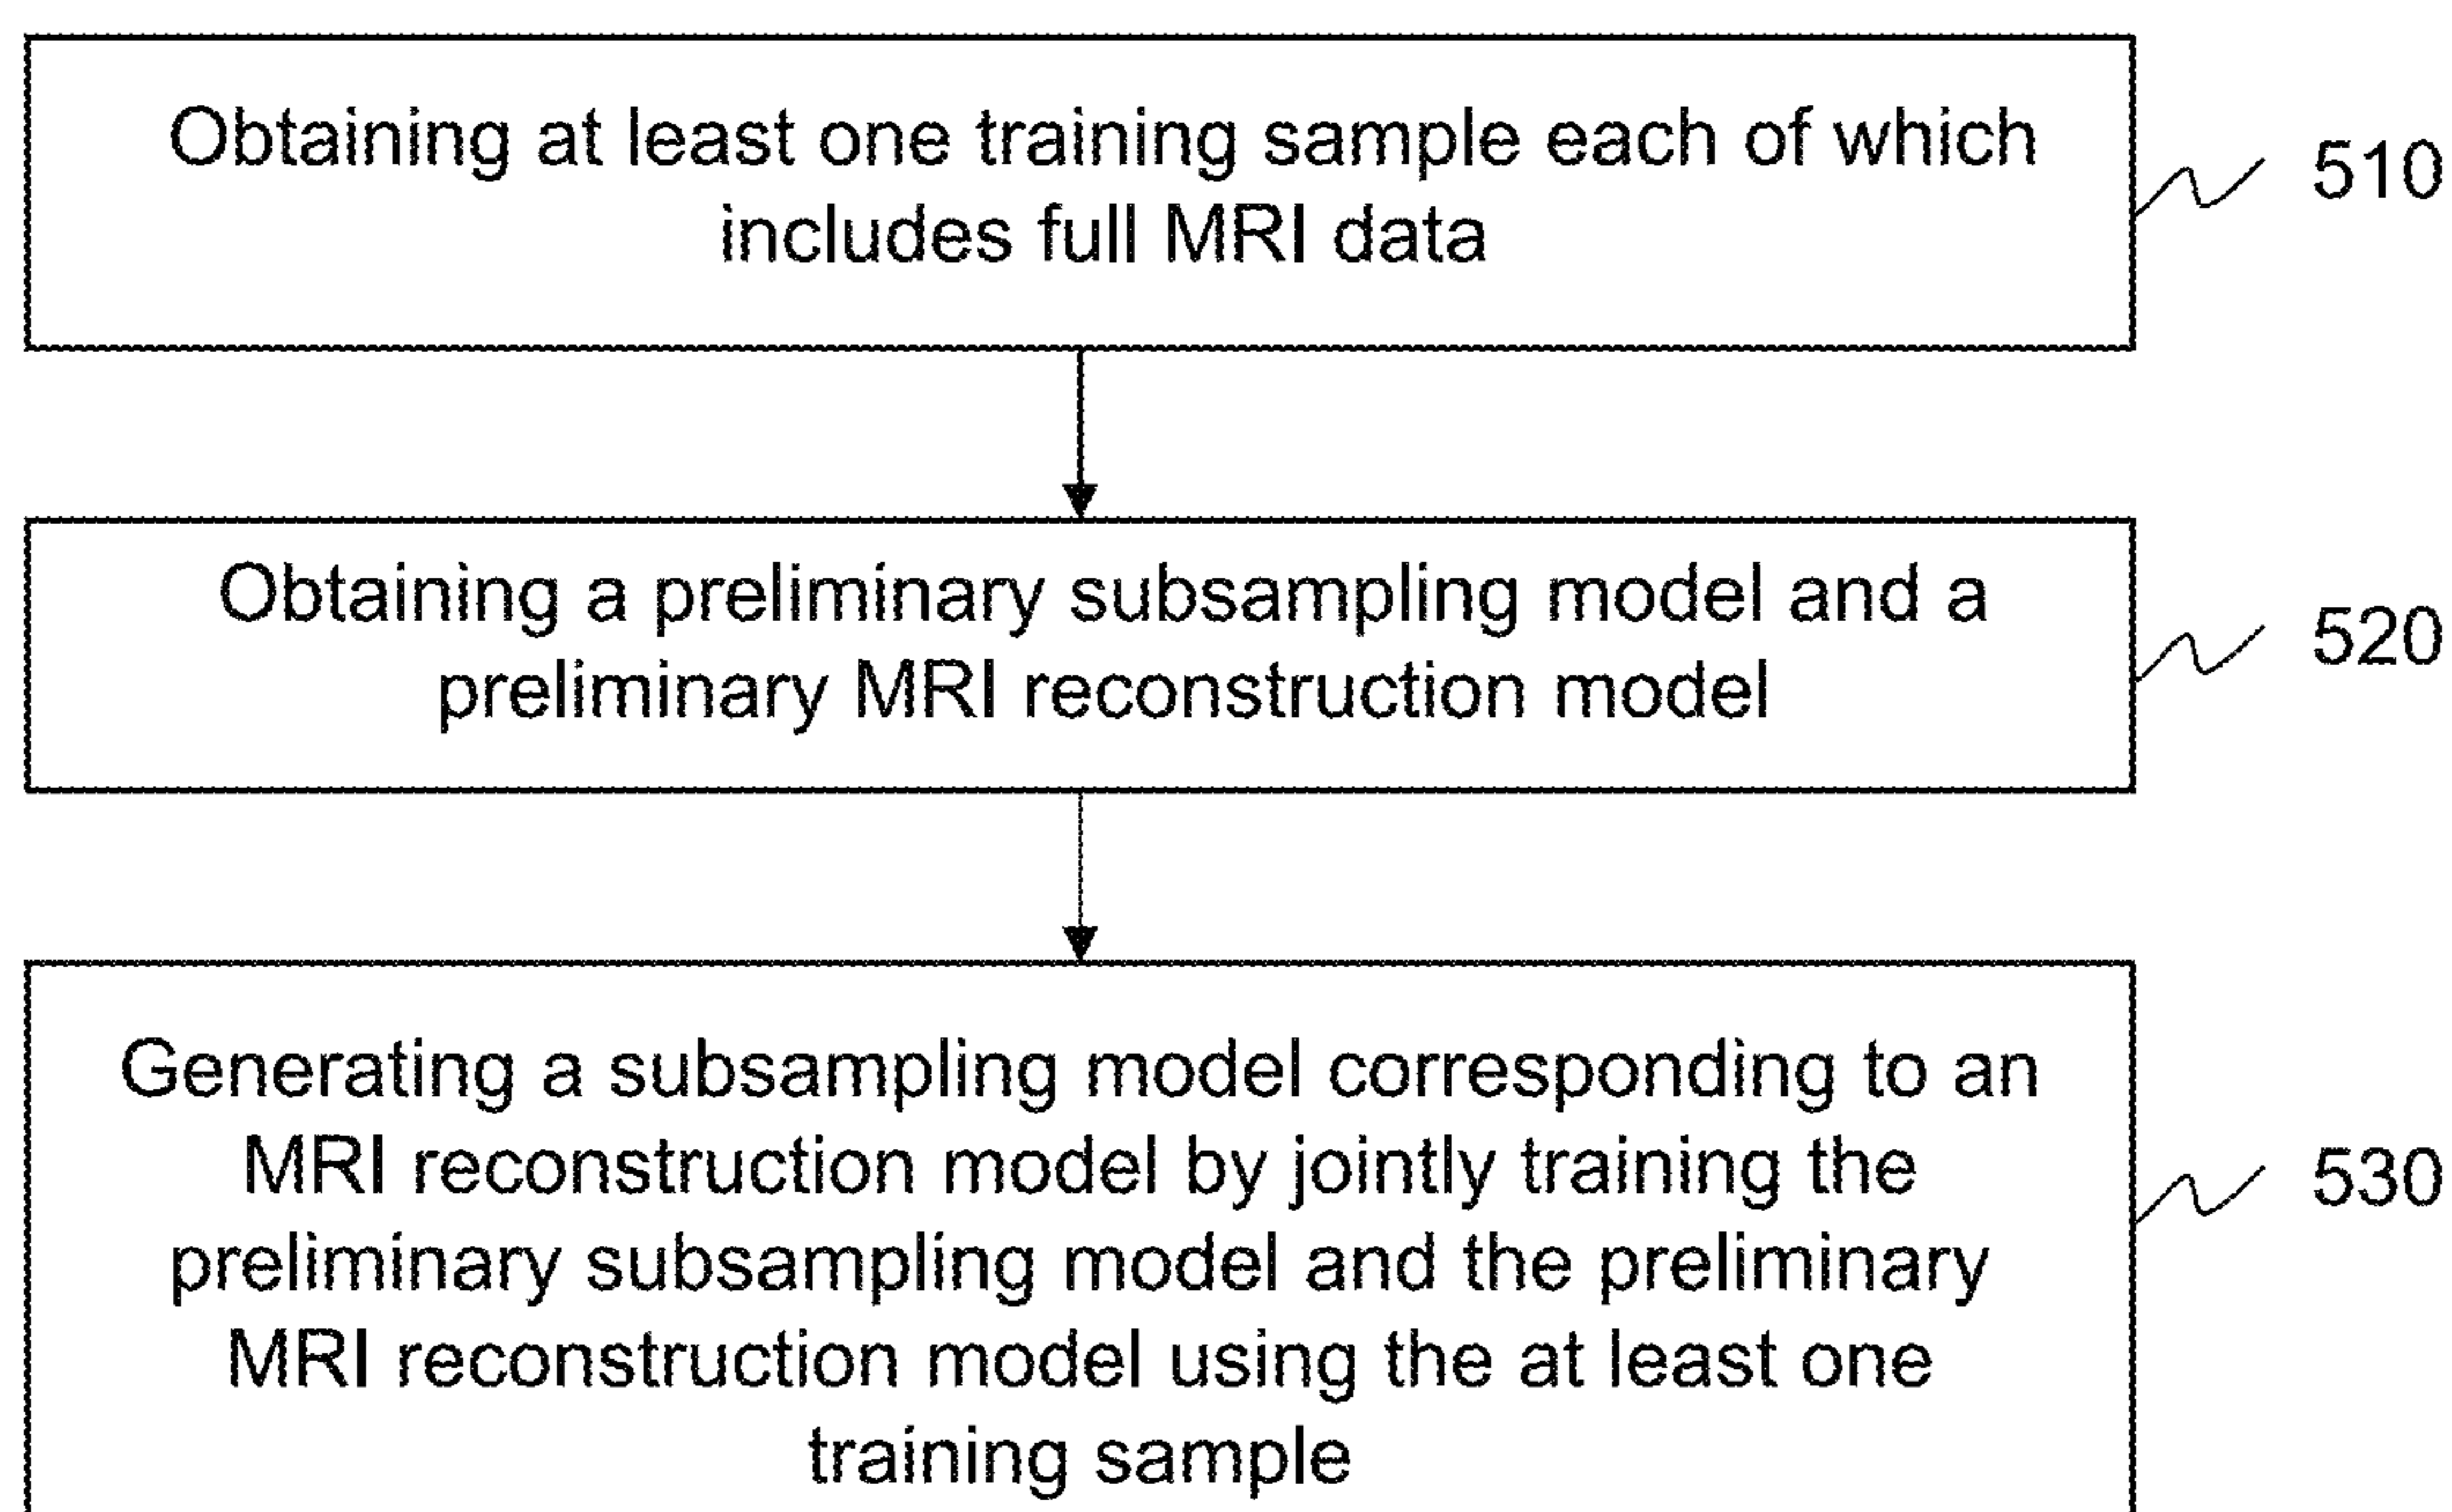 Obtaining at least one training sample each of which
includes full MRI data
510
Obtaining a preliminary subsampling model and a
preliminary MRI reconstruction model
520
Generating a subsampling model corresponding to an
MRI reconstruction model by jointly training the
preliminary subsampling model and the preliminary
MRI reconstruction model using the at least one
training sample
530